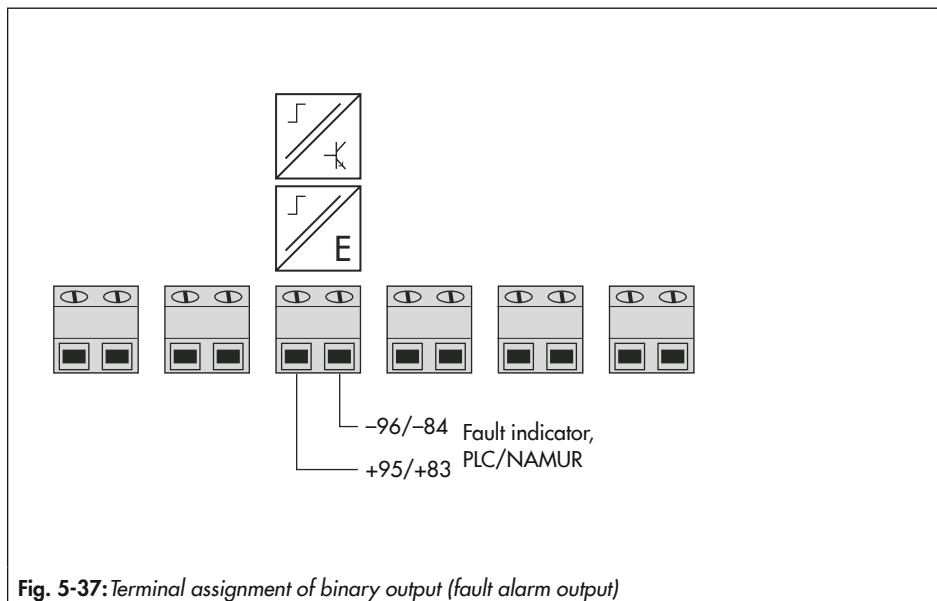 E
–96/–84
Fault indicator,
+95/+83
PLC/NAMUR
Fig. 5-37: Terminal assignment of binary output (fault alarm output)